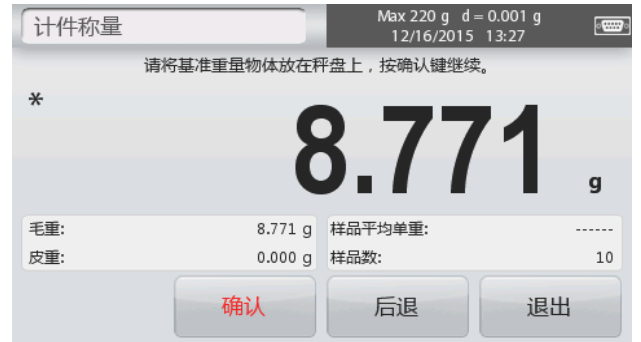 计件称量
Max 220 g d = 0.001 g
12/16/2015 13:27
请将基准重量物体放在秤盘上，按确认键继续。
*
8.771 g
毛重: 8.771 g 样品平均单重: ------
皮重: 0.000 g 样品数: 10
确认 后退 退出